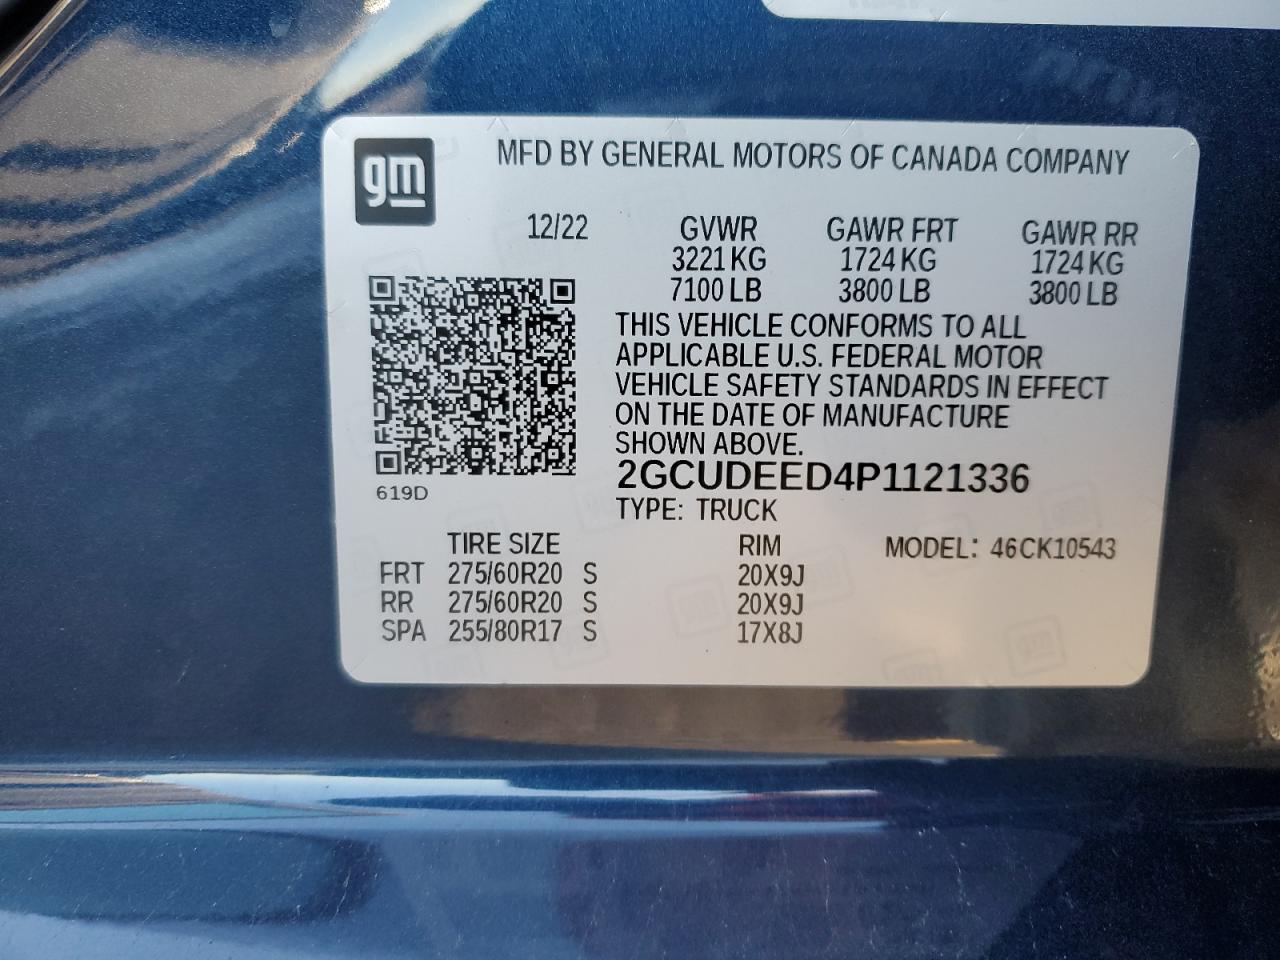 gm
MFD BY GENERAL MOTORS OF CANADA COMPANY
12/22 GVWR GAWR FRT GAWR RR
3221 KG 1724 KG 1724 KG
7100 LB 3800 LB 3800 LB
THIS VEHICLE CONFORMS TO ALL
APPLICABLE U.S. FEDERAL MOTOR
VEHICLE SAFETY STANDARDS IN EFFECT
ON THE DATE OF MANUFACTURE
SHOWN ABOVE.
619D
2GCUDEED4P1121336
TYPE: TRUCK
TIRE SIZE RIM MODEL: 46CK10543
FRT 275/60R20 S 20X9J
RR 275/60R20 S 20X9J
SPA 255/80R17 S 17X8J